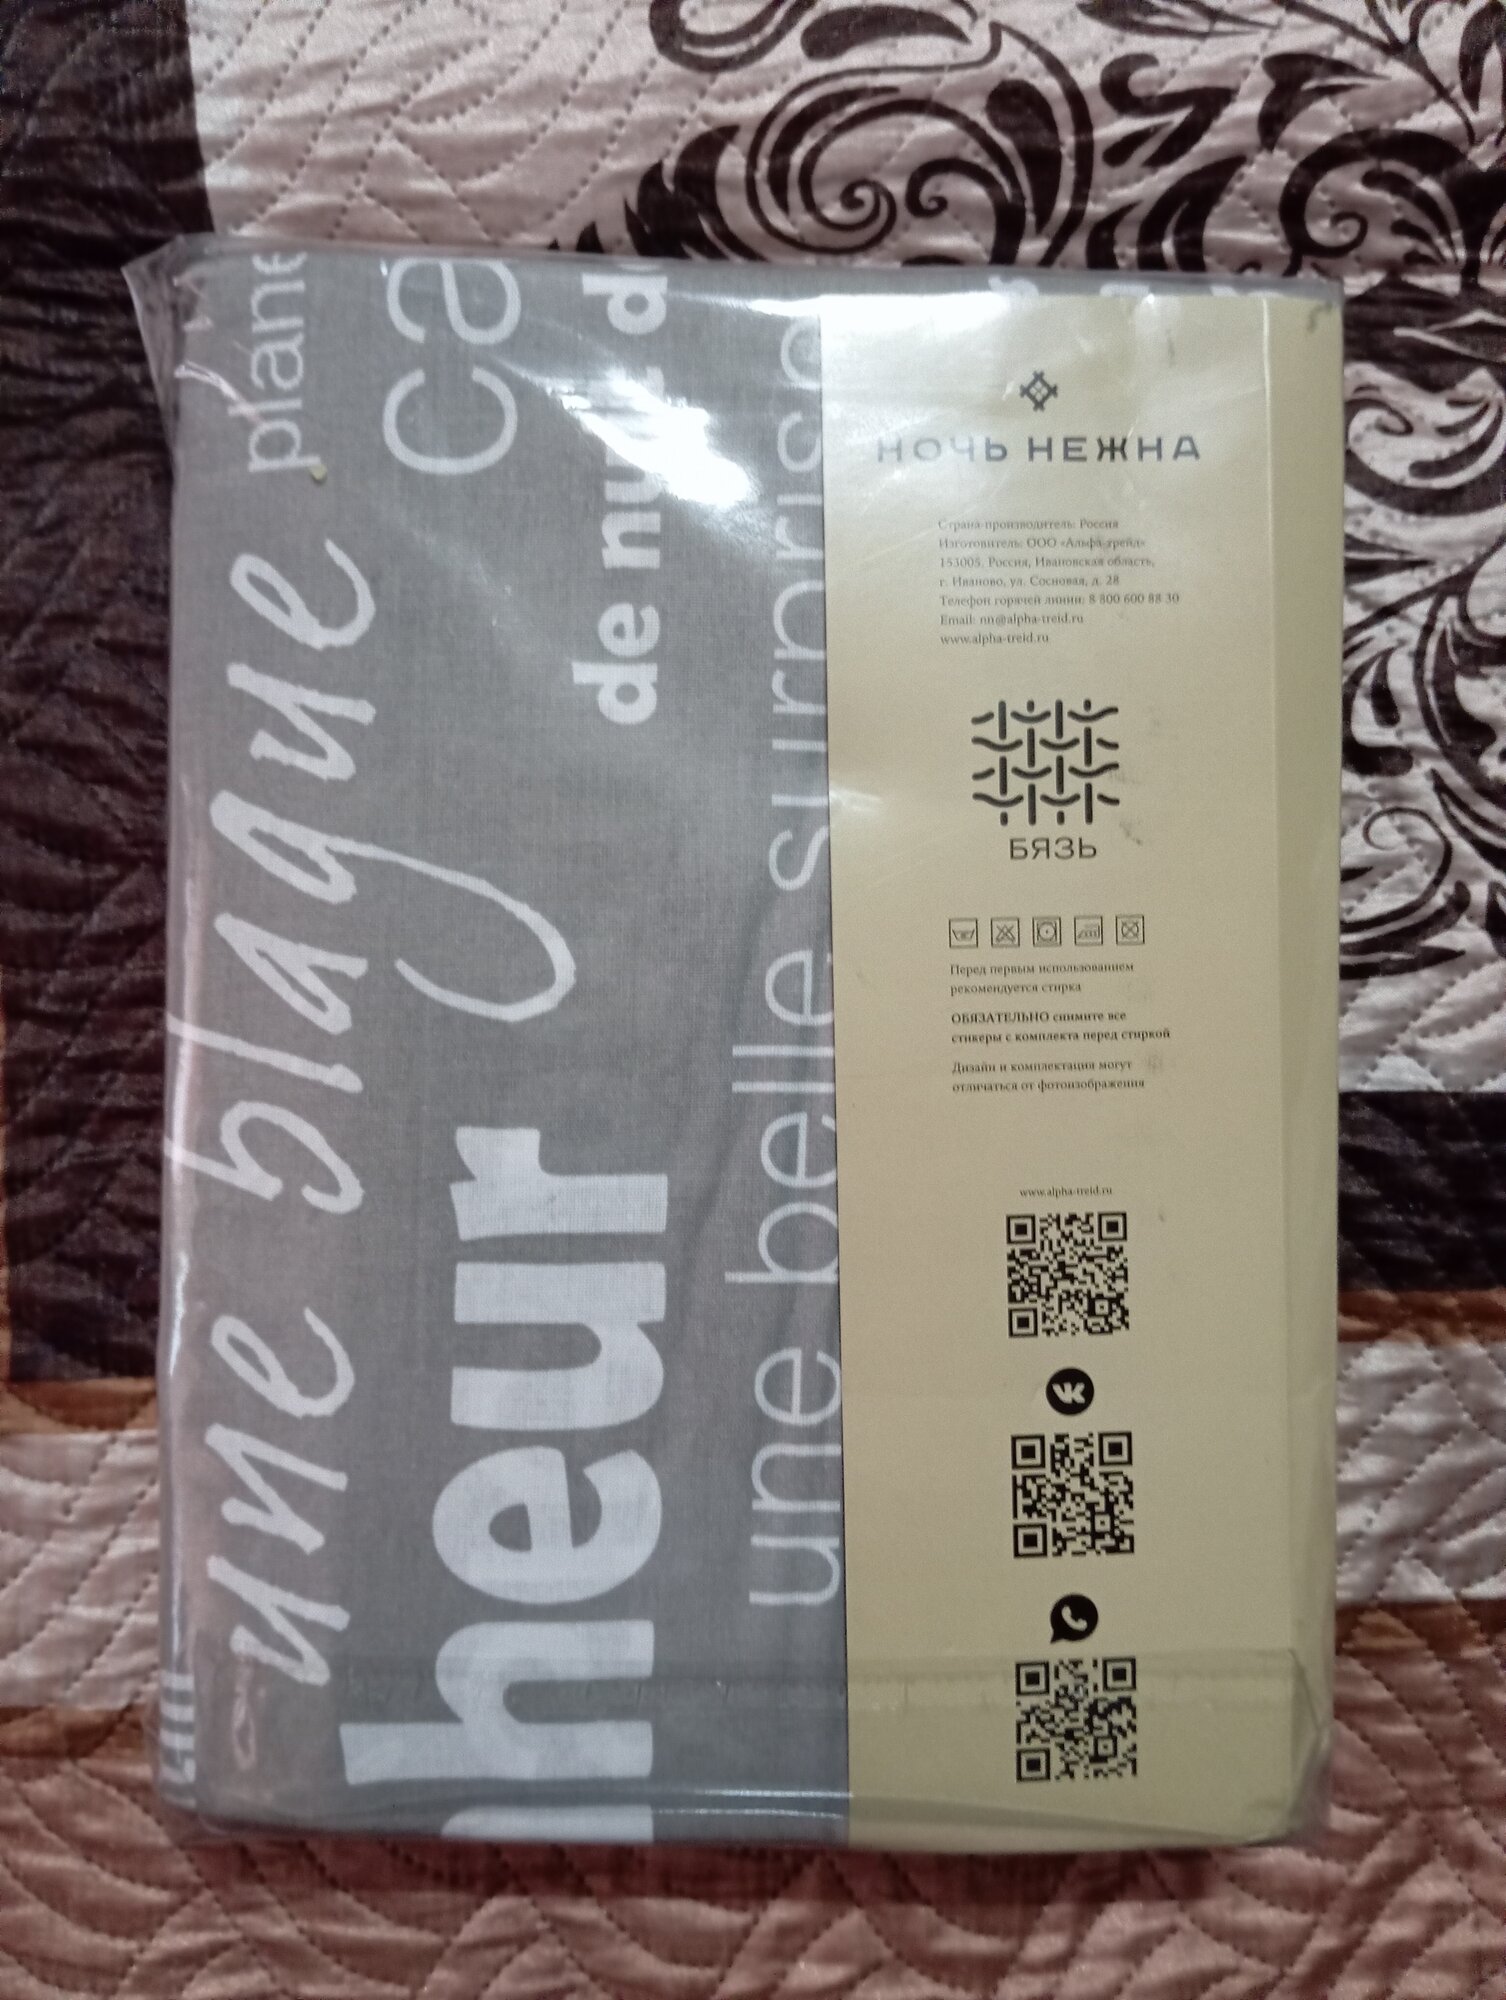 plane
ca
de nu
une blague
heur
une belle surprise
НОЧЬ НЕЖНА
Страна-производитель: Россия
Изготовитель: ООО «Альфа-трейд»
153005, Россия, Ивановская область,
г. Иваново, ул. Сосновая, д. 28
Телефон горячей линии: 8 800 600 88 30
Email: nn@alpha-treid.ru
www.alpha-treid.ru
БЯЗЬ
Перед первым использованием
рекомендуется стирка
ОБЯЗАТЕЛЬНО снимите все
стикеры с комплекта перед стиркой
Дизайн и комплектация могут
отличаться от фотоизображения
www.alpha-treid.ru